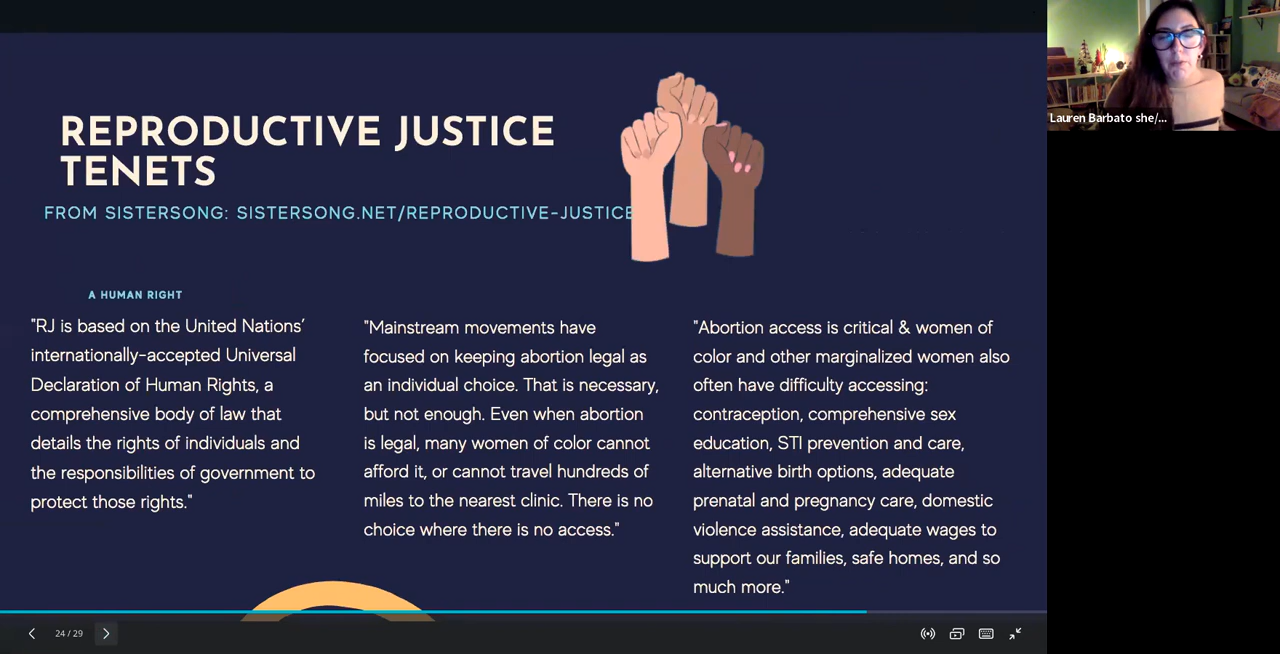 REPRODUCTIVE JUSTICE
TENETS
FROM SISTERSONG: SISTERSONG.NET/REPRODUCTIVE-JUSTICE
A HUMAN RIGHT
"RJ is based on the United Nations’
internationally-accepted Universal
Declaration of Human Rights, a
comprehensive body of law that
details the rights of individuals and
the responsibilities of government to
protect those rights."
"Mainstream movements have
focused on keeping abortion legal as
an individual choice. That is necessary,
but not enough. Even when abortion
is legal, many women of color cannot
afford it, or cannot travel hundreds of
miles to the nearest clinic. There is no
choice where there is no access."
"Abortion access is critical & women of
color and other marginalized women also
often have difficulty accessing:
contraception, comprehensive sex
education, STI prevention and care,
alternative birth options, adequate
prenatal and pregnancy care, domestic
violence assistance, adequate wages to
support our families, safe homes, and so
much more."
24 / 29
Lauren Barbato she/...